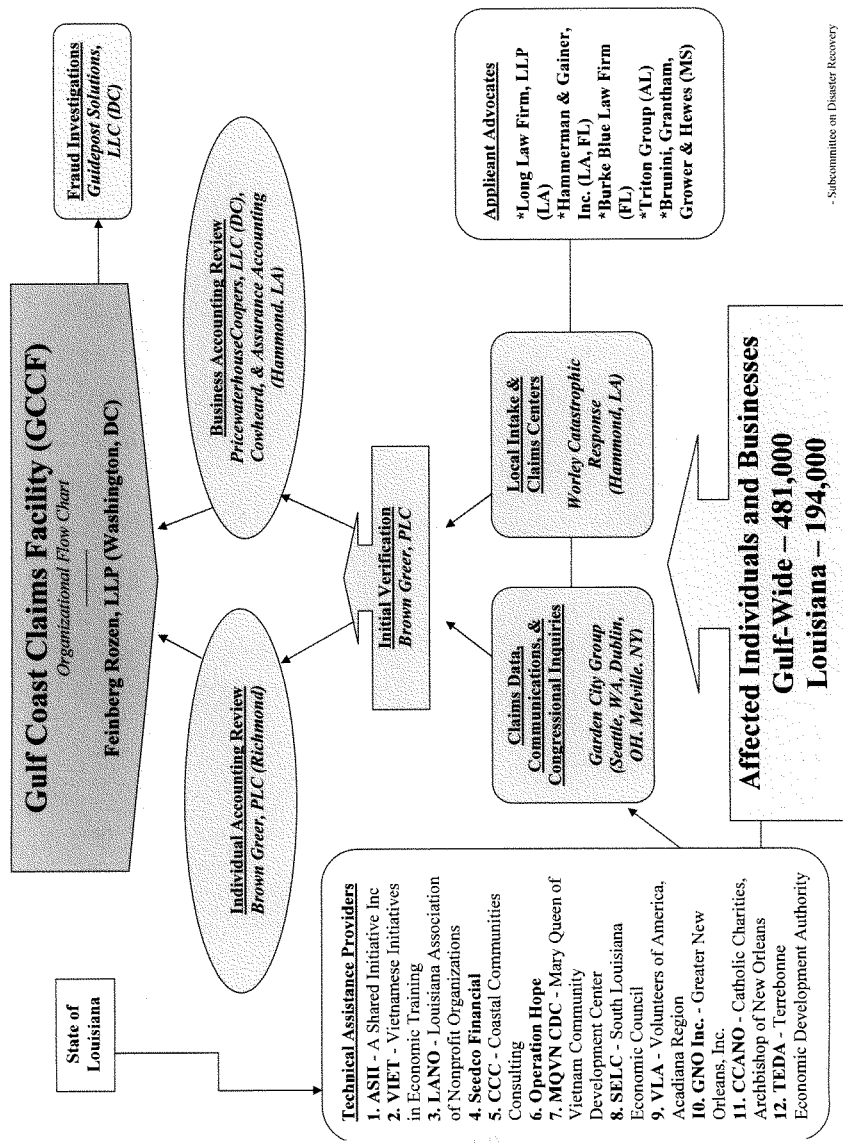 Gulf Coast Claims Facility (GCCF)
Organizational Flow Chart
Feinberg Rozen, LLP (Washington, DC)
Fraud Investigations
Guidepost Solutions,
LLC (DC)
State of
Louisiana
Individual Accounting Review
Brown Greer, PLC (Richmond)
Business Accounting Review
PricewaterhouseCoopers, LLC (DC),
Cowheard, & Assurance Accounting
(Hammond, LA)
Initial Verification
Brown Greer, PLC
Technical Assistance Providers
1. ASII - A Shared Initiative Inc
2. VIET - Vietnamese Initiatives
in Economic Training
3. LANO - Louisiana Association
of Nonprofit Organizations
4. Seedco Financial
5. CCC - Coastal Communities
Consulting
6. Operation Hope
7. MQVN CDC - Mary Queen of
Vietnam Community
Development Center
8. SELC - South Louisiana
Economic Council
9. VLA - Volunteers of America,
Acadiana Region
10. GNO Inc. - Greater New
Orleans, Inc.
11. CCANO - Catholic Charities,
Archbishop of New Orleans
12. TEDA - Terrebonne
Economic Development Authority
Claims Data,
Communications, &
Congressional Inquiries
Garden City Group
(Seattle, WA, Dublin,
OH. Melville, NY)
Local Intake &
Claims Centers
Worley Catastrophic
Response
(Hammond, LA)
Applicant Advocates
*Long Law Firm, LLP
(LA)
*Hammerman & Gainer,
Inc. (LA, FL)
*Burke Blue Law Firm
(FL)
*Triton Group (AL)
*Brunini, Grantham,
Grower & Hewes (MS)
Affected Individuals and Businesses
Gulf-Wide – 481,000
Louisiana – 194,000
- Subcommittee on Disaster Recovery